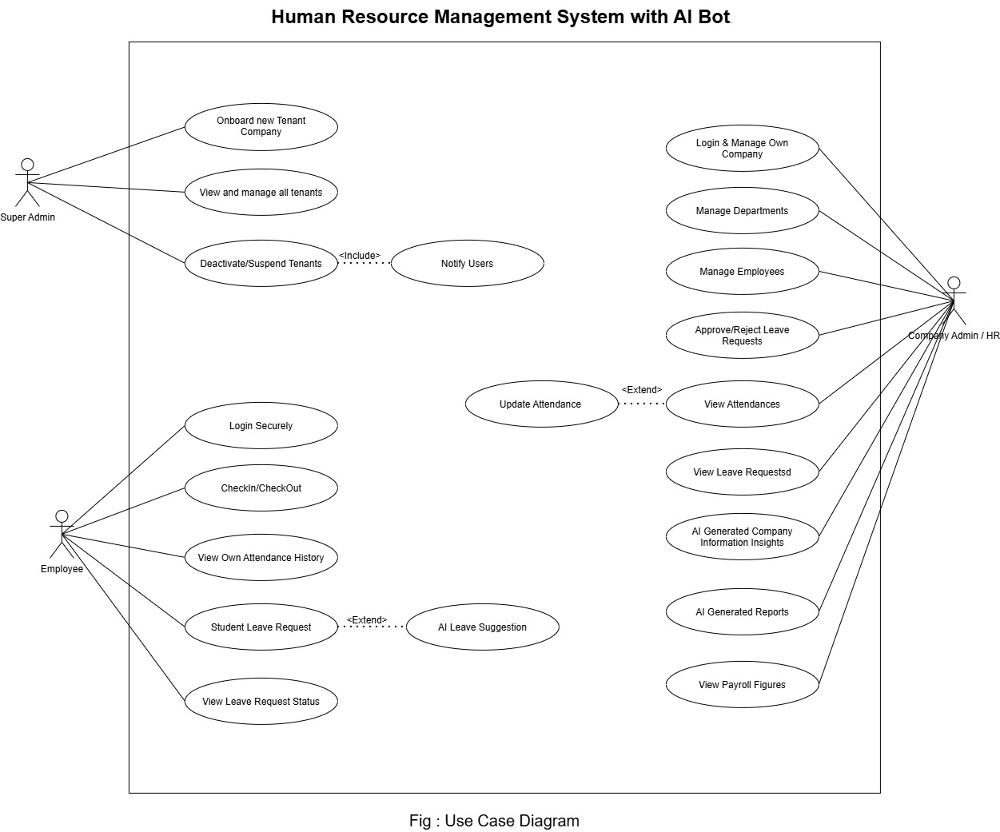 Human Resource Management System with AI Bot.
Onboard new Tenant
Company
View and manage all tenants
Super Admin
Deactivate/Suspend Tenants
<Include>
Notify Users
Login & Manage Own
Company
Manage Departments
Manage Employees
Approve/Reject Leave
Requests
Company Admin / HR
Update Attendance
<Extend>
View Attendances
View Leave Requestsd
AI Generated Company
Information Insights
AI Generated Reports
View Payroll Figures
Login Securely
CheckIn/CheckOut
Employee
View Own Attendance History
Student Leave Request
<Extend>
AI Leave Suggestion
View Leave Request Status
Fig : Use Case Diagram